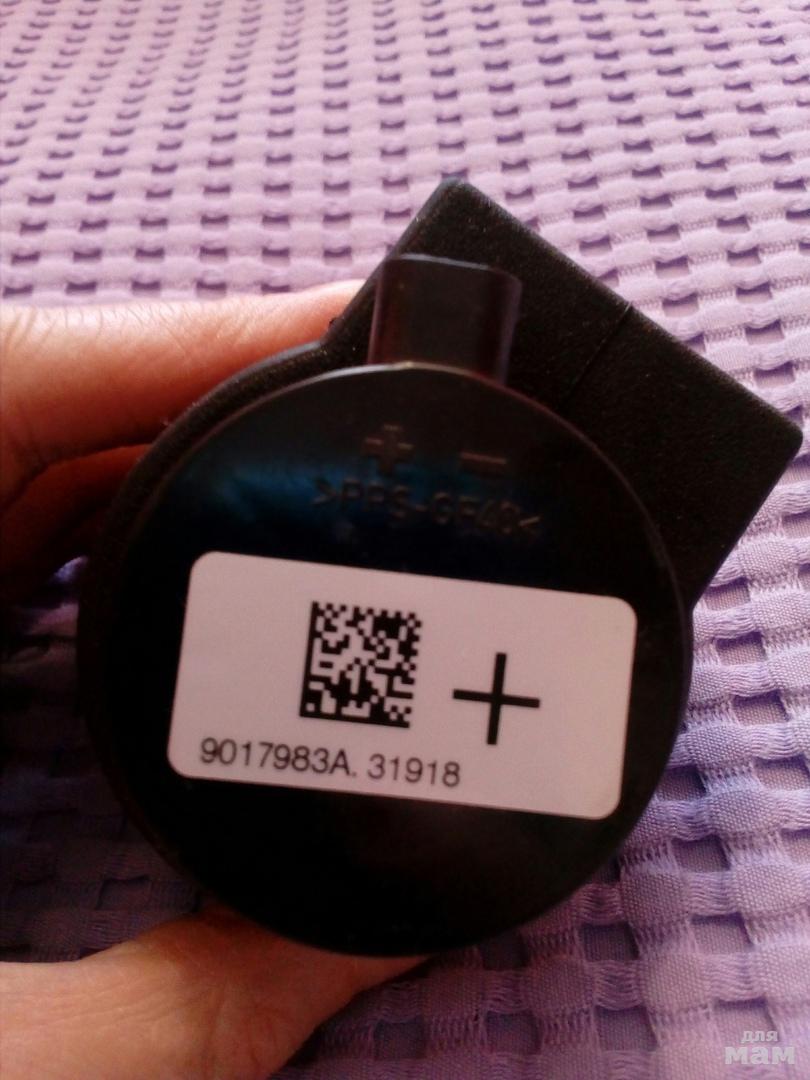 + −
>PPS-GF40<
+
9017983A. 31918
для
мам